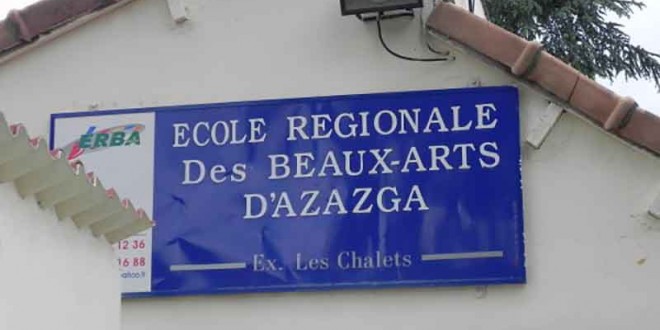 ERBA
ECOLE REGIONALE
Des BEAUX-ARTS
D'AZAZGA
Ex. Les Chalets
12 36
16 88